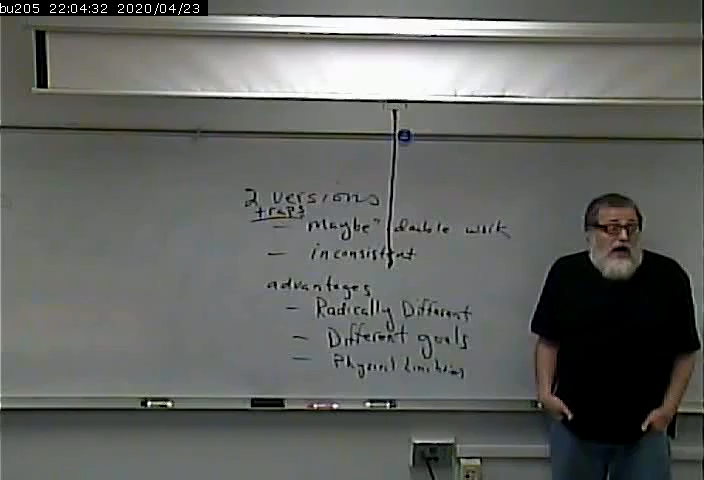 bu205 22:04:32 2020/04/23
2 versions
traps
- Maybe" double work
- inconsistent
advantages
- Radically Different
- Different goals
- Physical